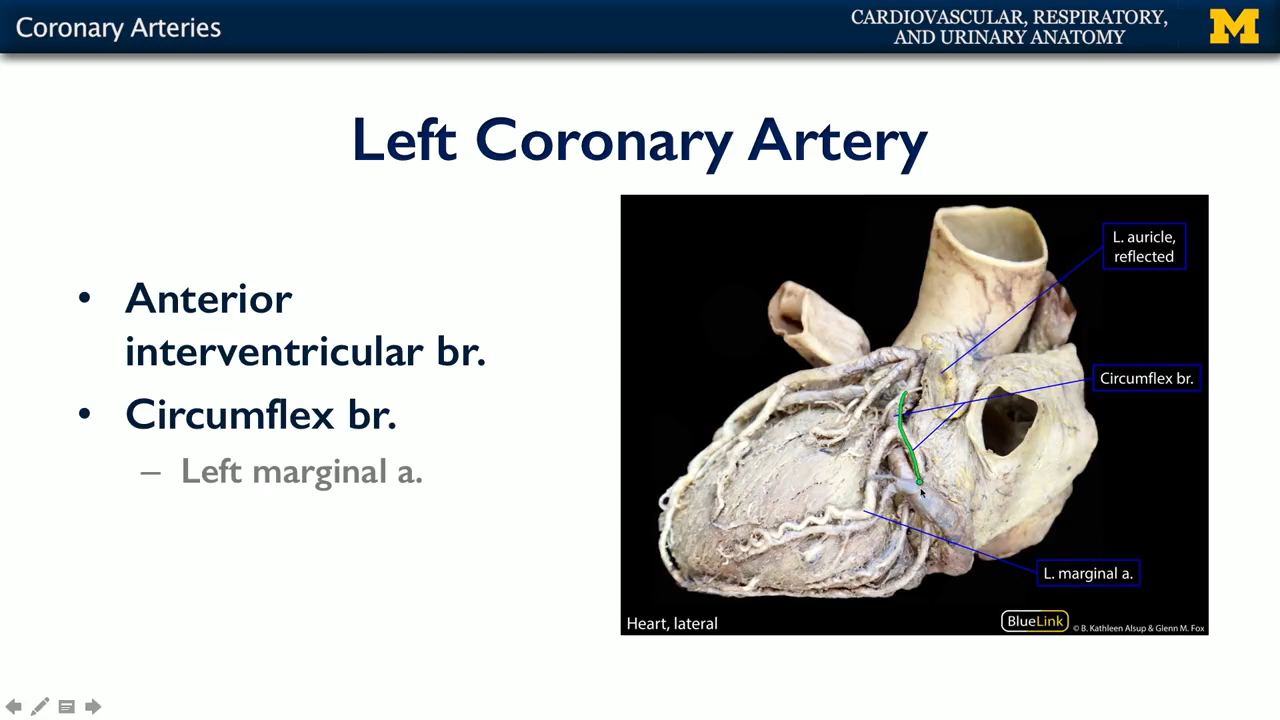 Coronary Arteries
CARDIOVASCULAR, RESPIRATORY,
AND URINARY ANATOMY
M
Left Coronary Artery
• Anterior
interventricular br.
• Circumflex br.
– Left marginal a.
L. auricle,
reflected
Circumflex br.
L. marginal a.
Heart, lateral
BlueLink
© B. Kathleen Alsup & Glenn M. Fox